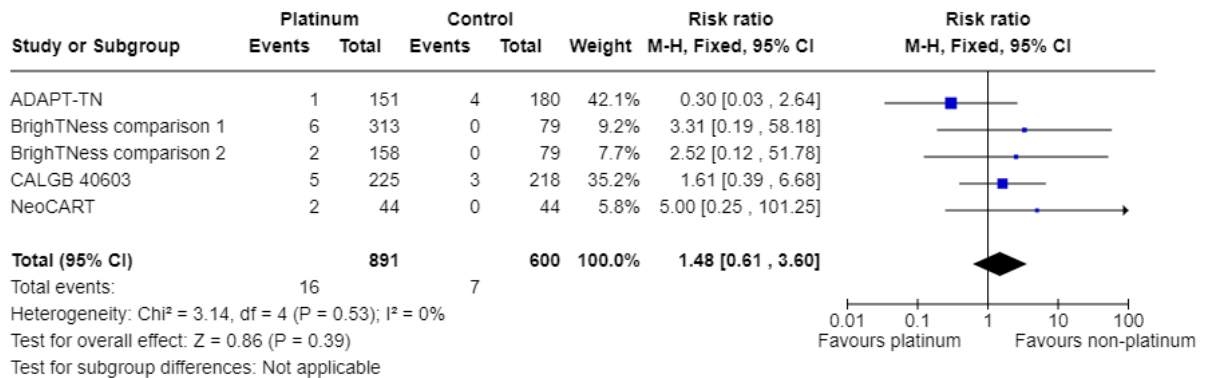 Platinum Control Risk ratio Risk ratio
Study or Subgroup Events Total Events Total Weight M-H, Fixed, 95% CI M-H, Fixed, 95% CI
ADAPT-TN 1 151 4 180 42.1% 0.30 [0.03 , 2.64]
BrighTNess comparison 1 6 313 0 79 9.2% 3.31 [0.19 , 58.18]
BrighTNess comparison 2 2 158 0 79 7.7% 2.52 [0.12 , 51.78]
CALGB 40603 5 225 3 218 35.2% 1.61 [0.39 , 6.68]
NeoCART 2 44 0 44 5.8% 5.00 [0.25 , 101.25]
Total (95% CI) 891 600 100.0% 1.48 [0.61 , 3.60]
Total events: 16 7
Heterogeneity: Chi² = 3.14, df = 4 (P = 0.53); I² = 0%
Test for overall effect: Z = 0.86 (P = 0.39)
Test for subgroup differences: Not applicable
0.01 0.1 1 10 100
Favours platinum Favours non-platinum